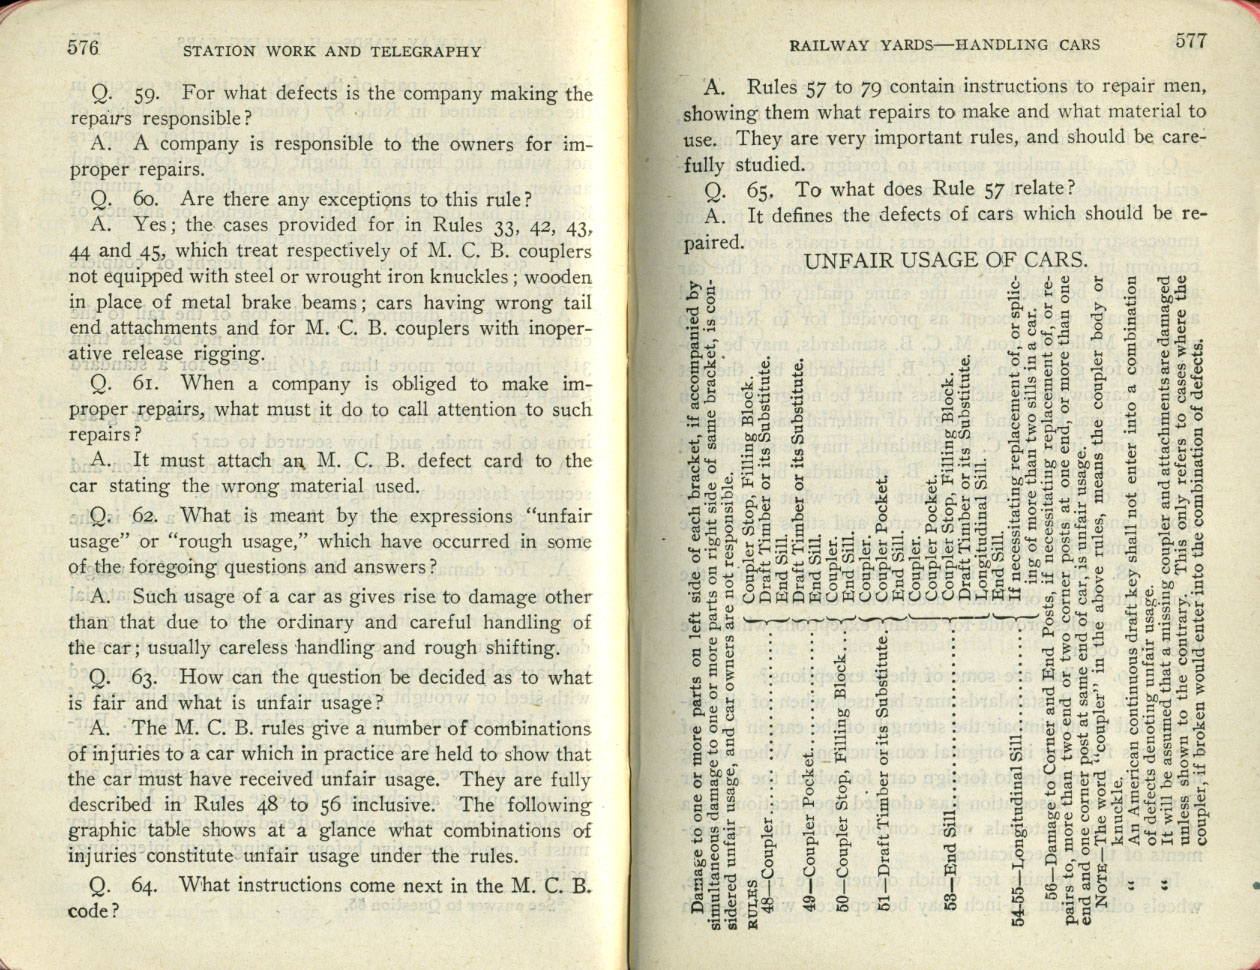 576 STATION WORK AND TELEGRAPHY
Q. 59. For what defects is the company making the
repairs responsible?
A. A company is responsible to the owners for im-
proper repairs.
Q. 60. Are there any exceptions to this rule?
A. Yes; the cases provided for in Rules 33, 42, 43,
44 and 45, which treat respectively of M. C. B. couplers
not equipped with steel or wrought iron knuckles; wooden
in place of metal brake beams; cars having wrong tail
end attachments and for M. C. B. couplers with inoper-
ative release rigging.
Q. 61. When a company is obliged to make im-
proper repairs, what must it do to call attention to such
repairs?
A. It must attach an M. C. B. defect card to the
car stating the wrong material used.
Q. 62. What is meant by the expressions "unfair
usage" or "rough usage," which have occurred in some
of the foregoing questions and answers?
A. Such usage of a car as gives rise to damage other
than that due to the ordinary and careful handling of
the car; usually careless handling and rough shifting.
Q. 63. How can the question be decided as to what
is fair and what is unfair usage?
A. The M. C. B. rules give a number of combinations
of injuries to a car which in practice are held to show that
the car must have received unfair usage. They are fully
described in Rules 48 to 56 inclusive. The following
graphic table shows at a glance what combinations of
injuries constitute unfair usage under the rules.
Q. 64. What instructions come next in the M. C. B.
code?
RAILWAY YARDS—HANDLING CARS 577
A. Rules 57 to 79 contain instructions to repair men,
showing them what repairs to make and what material to
use. They are very important rules, and should be care-
fully studied.
Q. 65. To what does Rule 57 relate?
A. It defines the defects of cars which should be re-
paired.
UNFAIR USAGE OF CARS.
Damage to one or more parts on left side of each bracket, if accompanied by
simultaneous damage to one or more parts on right side of same bracket, is con-
sidered unfair usage, and car owners are not responsible.
RULES
Coupler Stop, Filling Block.
48—Coupler............ Draft Timber or its Substitute.
End Sill.
Draft Timber or its Substitute.
49—Coupler Pocket....
End Sill.
Coupler.
50—Coupler Stop, Filling Block...
End Sill.
Coupler Pocket.
51—Draft Timber or its Substitute. Coupler Pocket.
End Sill.
Coupler.
Coupler Pocket.
53—End Sill............ Coupler Stop, Filling Block.
Draft Timber or its Substitute.
Longitudinal Sill.
End Sill.
54-55—Longitudinal Sill...... If necessitating replacement of, or splic-
ing of more than two sills in a car.
56—Damage to Corner and End Posts, if necessitating replacement of, or re-
pairs to, more than two end or two corner posts at one end, or more than one
end and one corner post at same end of car, is unfair usage.
NOTE—The word "coupler" in the above rules, means the coupler body or
knuckle.
" An American continuous draft key shall not enter into a combination
of defects denoting unfair usage.
" It will be assumed that a missing coupler and attachments are damaged
unless shown to the contrary. This only refers to cases where the
coupler, if broken would enter into the combination of defects.